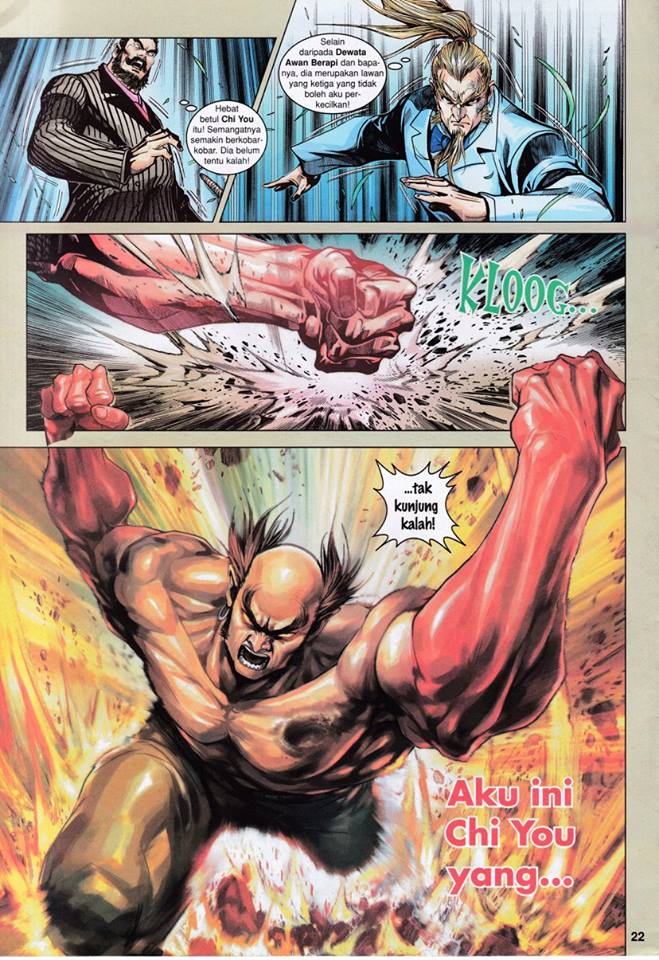 Hebat
betul Chi You
itu! Semangatnya
semakin berkobar-
kobar. Dia belum
tentu kalah!
Selain
daripada Dewata
Awan Berapi dan bapa-
nya, dia merupakan lawan
yang ketiga yang tidak
boleh aku per-
kecilkan!
KLOOG...
Aku ini
Chi You
yang...
...tak
kunjung
kalah!
22